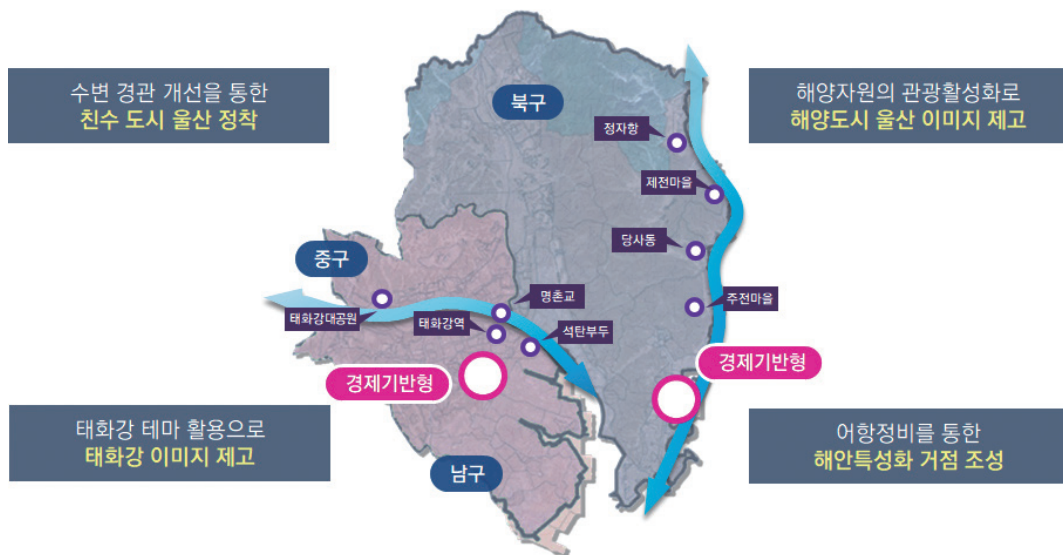 수변 경관 개선을 통한
친수 도시 울산 정착
해양자원의 관광활성화로
해양도시 울산 이미지 제고
북구
정자항
제전마을
당사동
중구
명촌교
주전마을
태화강대공원
태화강역
석탄부두
경제기반형
경제기반형
태화강 테마 활용으로
태화강 이미지 제고
어항정비를 통한
해안특성화 거점 조성
남구